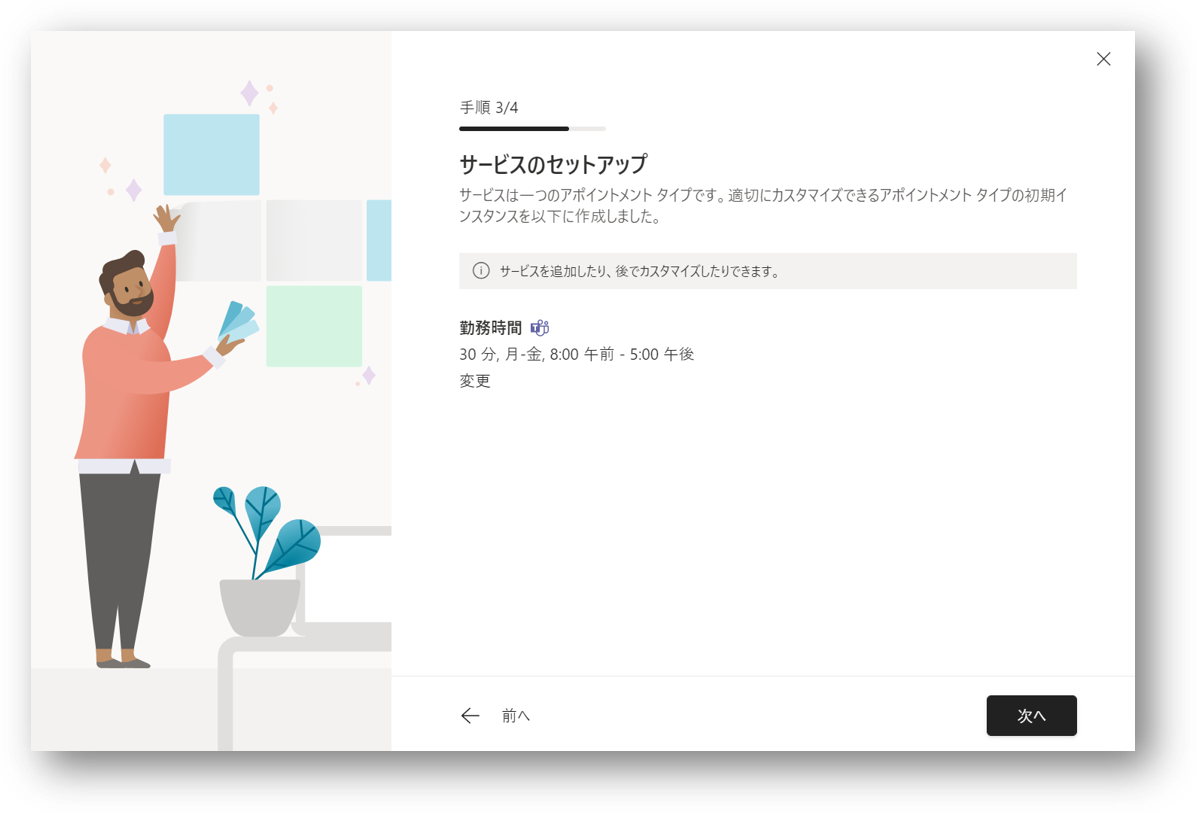 手順 3/4
サービスのセットアップ
サービスは一つのアポイントメント タイプです。適切にカスタマイズできるアポイントメント タイプの初期イ
ンスタンスを以下に作成しました。
サービスを追加したり、後でカスタマイズしたりできます。
勤務時間
30 分, 月-金, 8:00 午前 - 5:00 午後
変更
前へ
次へ